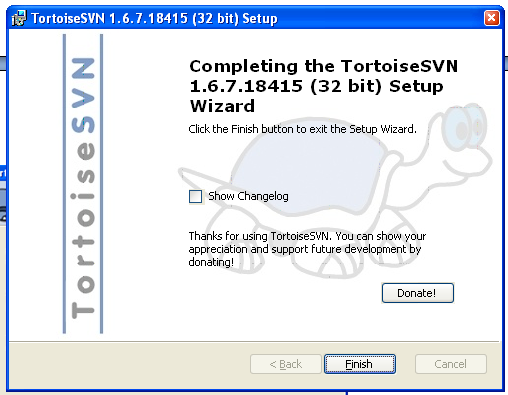 TortoiseSVN 1.6.7.18415 (32 bit) Setup
TortoiseSVN
Completing the TortoiseSVN
1.6.7.18415 (32 bit) Setup
Wizard
Click the Finish button to exit the Setup Wizard.
Show Changelog
Thanks for using TortoiseSVN. You can show your
appreciation and support future development by
donating!
Donate!
< Back
Finish
Cancel